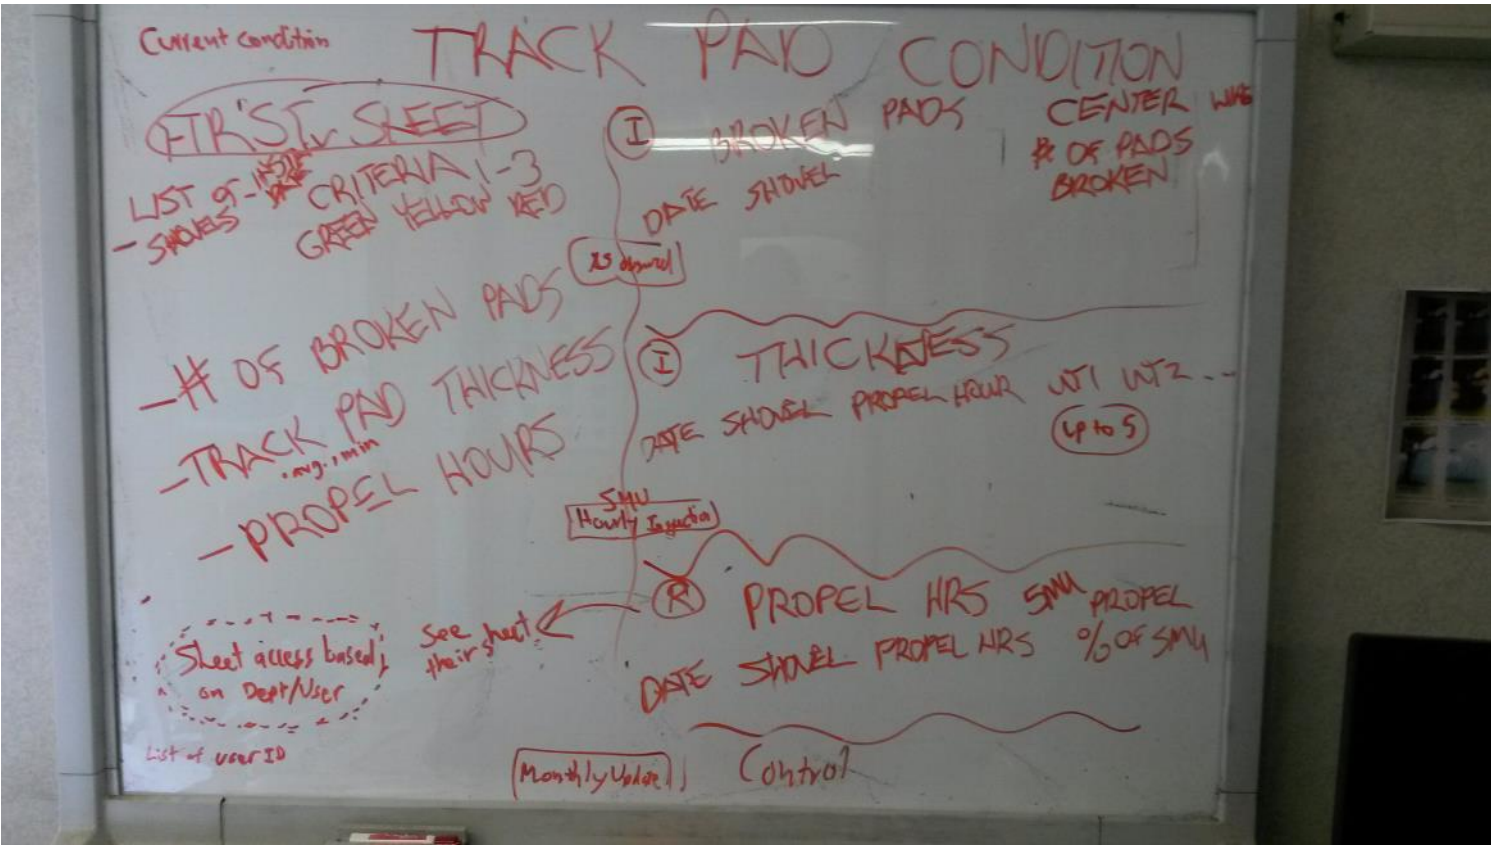 Current condition
TRACK PAD CONDITION
FIRST SHEET
LIST OF
- SHOVELS
CRITERIA 1-3
GREEN YELLOW RED
- # OF BROKEN PADS
- TRACK PAD THICKNESS
. avg., min
- PROPEL HOURS
Sheet access based
on Dept/User
List of user ID
I BROKEN PADS
CENTER
# OF PADS
BROKEN
DATE SHOVEL
I THICKNESS
DATE SHOVEL PROPEL HOUR WT1 WT2 ...
up to 5
SMU
Hourly
R PROPEL HRS SMU PROPEL
DATE SHOVEL PROPEL HRS % OF SMU
see
their sheet
Monthly Update
Control